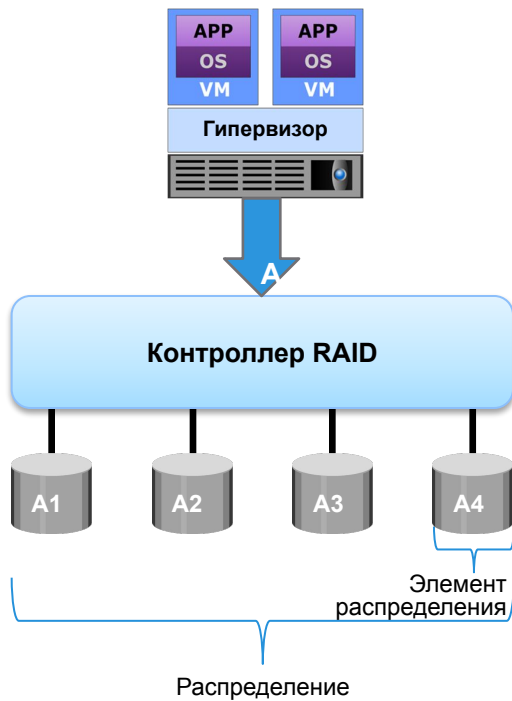 APP APP
OS OS
VM VM
Гипервизор
A
Контроллер RAID
A1 A2 A3 A4
Элемент
распределения
Распределение